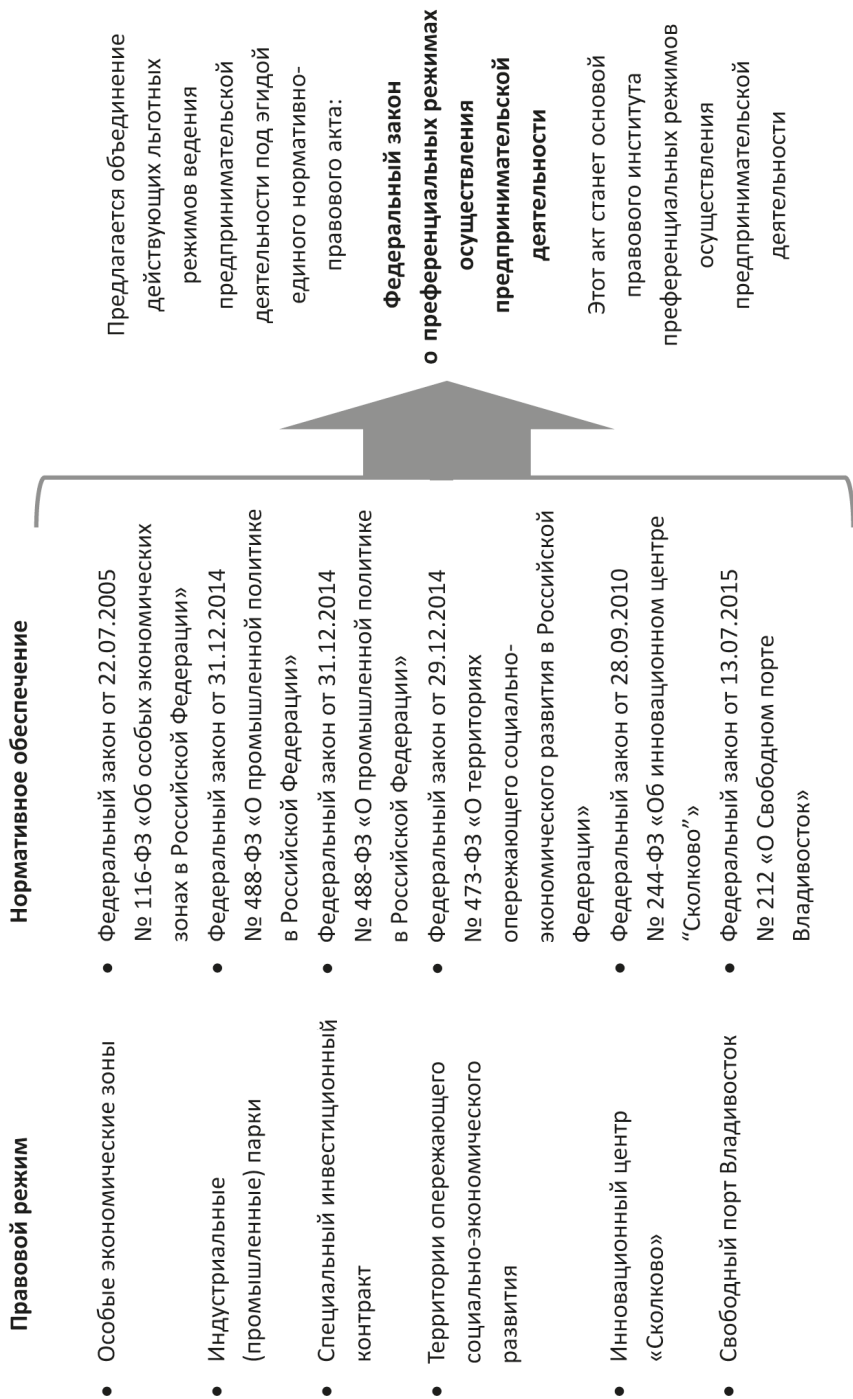 Правовой режим
Особые экономические зоны
Индустриальные
(промышленные) парки
Специальный инвестиционный
контракт
Территории опережающего
социально-экономического
развития
Инновационный центр
«Сколково»
Свободный порт Владивосток
Нормативное обеспечение
Федеральный закон от 22.07.2005
№ 116-ФЗ «Об особых экономических
зонах в Российской Федерации»
Федеральный закон от 31.12.2014
№ 488-ФЗ «О промышленной политике
в Российской Федерации»
Федеральный закон от 31.12.2014
№ 488-ФЗ «О промышленной политике
в Российской Федерации»
Федеральный закон от 29.12.2014
№ 473-ФЗ «О территориях
опережающего социально-
экономического развития в Российской
Федерации»
Федеральный закон от 28.09.2010
№ 244-ФЗ «Об инновационном центре
“Сколково”»
Федеральный закон от 13.07.2015
№ 212 «О Свободном порте
Владивосток»
Предлагается объединение
действующих льготных
режимов ведения
предпринимательской
деятельности под эгидой
единого нормативно-
правового акта:
Федеральный закон
о преференциальных режимах
осуществления
предпринимательской
деятельности
Этот акт станет основой
правового института
преференциальных режимов
осуществления
предпринимательской
деятельности